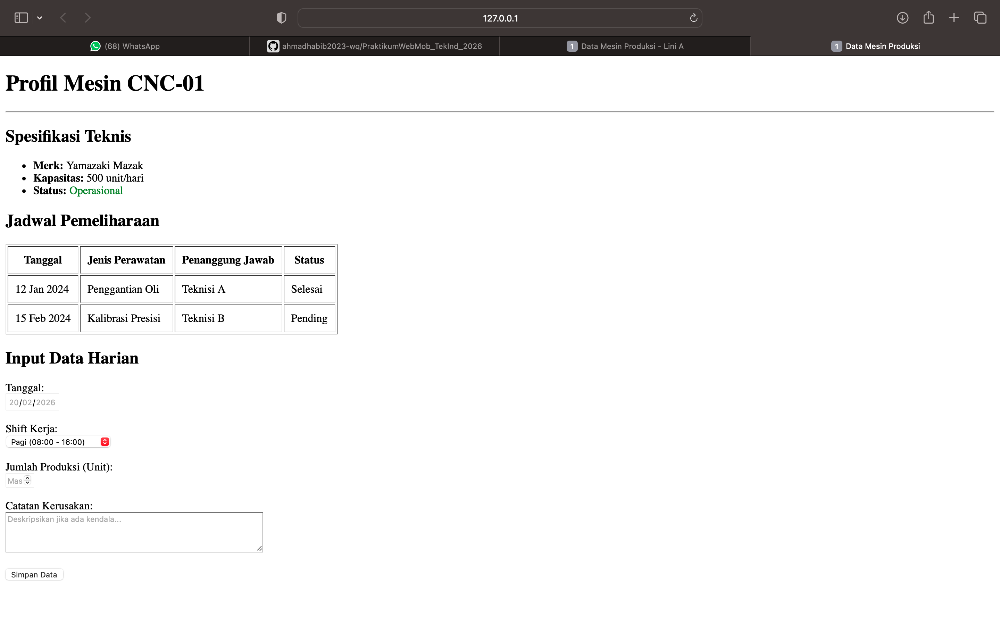 127.0.0.1
(68) WhatsApp
ahmadhabib2023-wq/PraktikumWebMob_TekInd_2026
1 Data Mesin Produksi - Lini A
1 Data Mesin Produksi
Profil Mesin CNC-01
Spesifikasi Teknis
• Merk: Yamazaki Mazak
• Kapasitas: 500 unit/hari
• Status: Operasional
Jadwal Pemeliharaan
Tanggal Jenis Perawatan Penanggung Jawab Status
12 Jan 2024 Penggantian Oli Teknisi A Selesai
15 Feb 2024 Kalibrasi Presisi Teknisi B Pending
Input Data Harian
Tanggal:
20/02/2026
Shift Kerja:
Pagi (08:00 - 16:00)
Jumlah Produksi (Unit):
Mas
Catatan Kerusakan:
Deskripsikan jika ada kendala...
Simpan Data